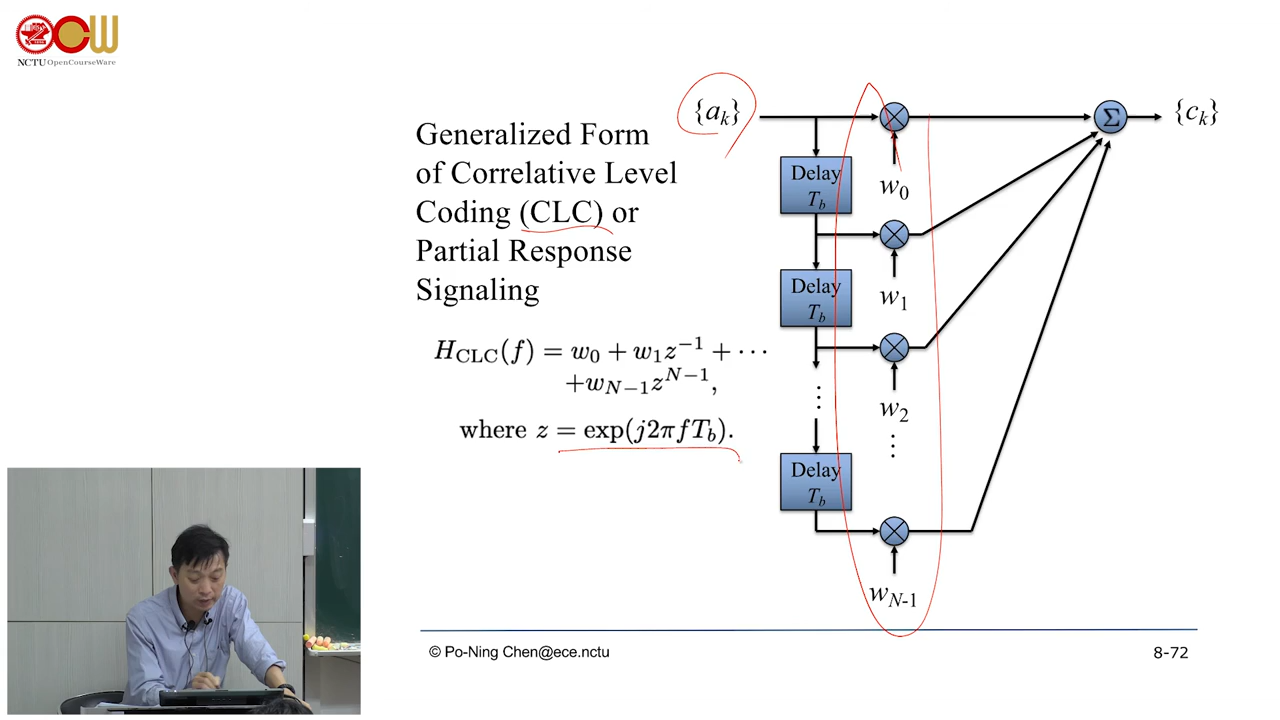 OCW
NCTU OpenCourseWare
Generalized Form
of Correlative Level
Coding (CLC) or
Partial Response
Signaling
H_CLC(f) = w_0 + w_1z^{-1} + ⋯
+w_{N-1}z^{N-1},
where z = exp(j2πfT_b).
{a_k}
{c_k}
Σ
Delay
T_b
w_0
Delay
T_b
w_1
w_2
⋮
⋮
Delay
T_b
w_{N-1}
© Po-Ning Chen@ece.nctu
8-72